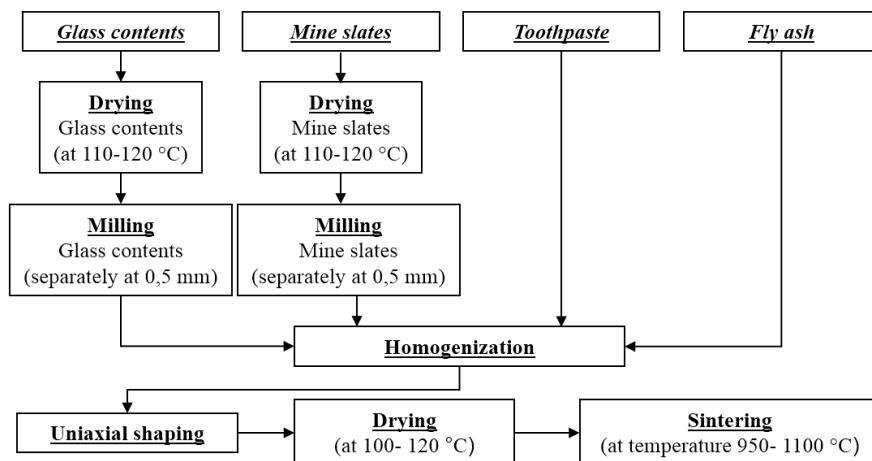 Glass contents
Mine slates
Toothpaste
Fly ash
Drying
Glass contents
(at 110-120 °C)
Drying
Mine slates
(at 110-120 °C)
Milling
Glass contents
(separately at 0,5 mm)
Milling
Mine slates
(separately at 0,5 mm)
Homogenization
Uniaxial shaping
Drying
(at 100- 120 °C)
Sintering
(at temperature 950- 1100 °C)